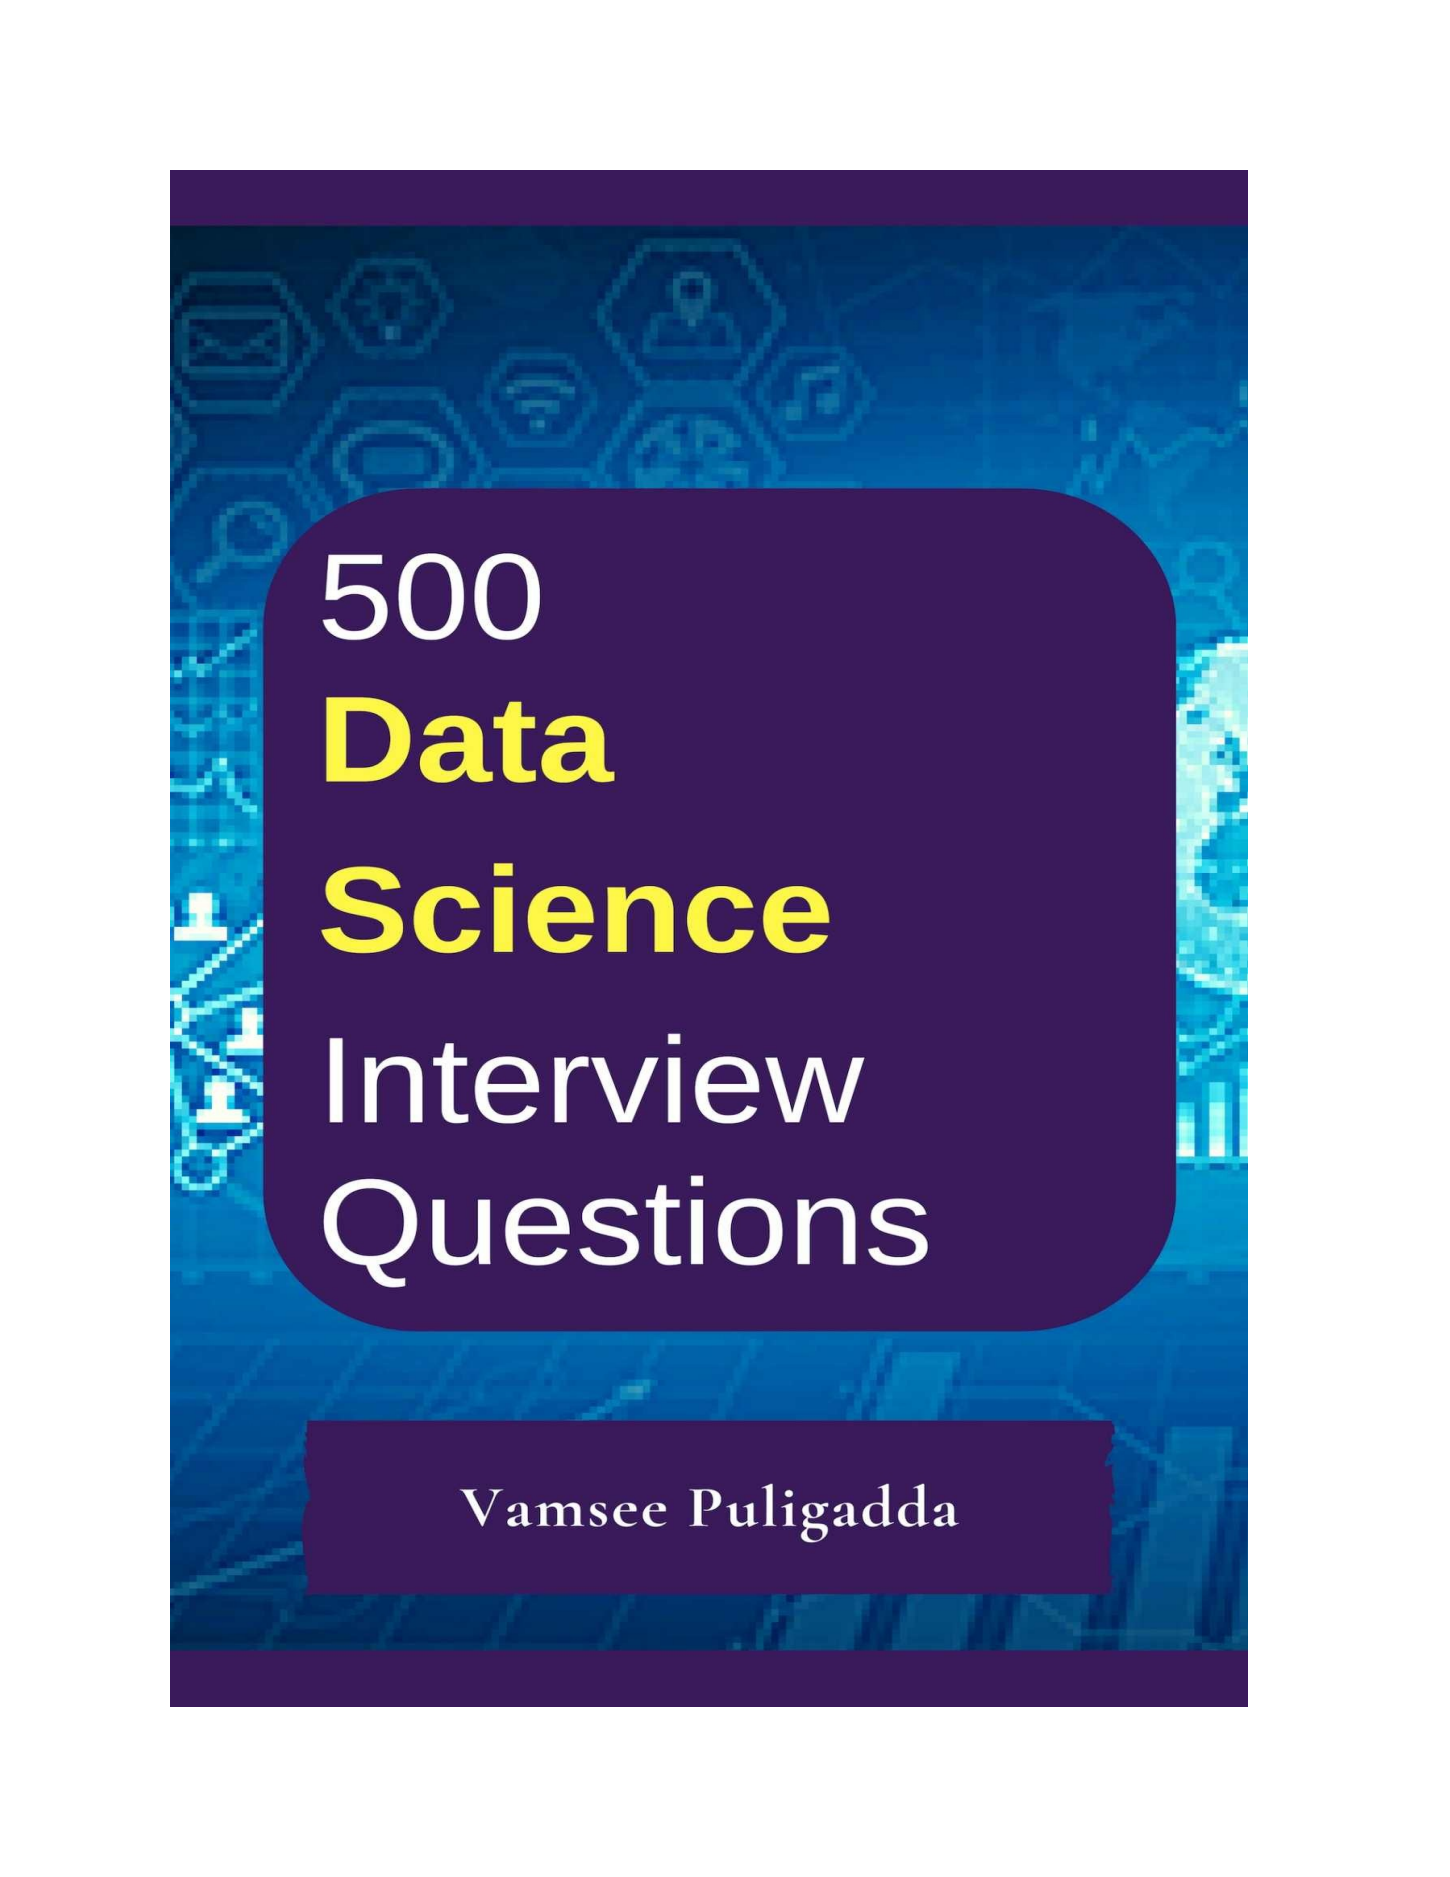 500
Data
Science
Interview
Questions
Vamsee Puligadda